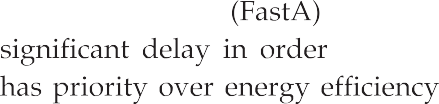 (FastA)
significant delay in order
has priority over energy efficiency